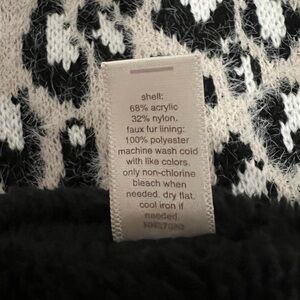 shell:
68% acrylic
32% nylon.
faux fur lining:
100% polyester
machine wash cold
with like colors.
only non-chlorine
bleach when
needed. dry flat.
cool iron if
needed.